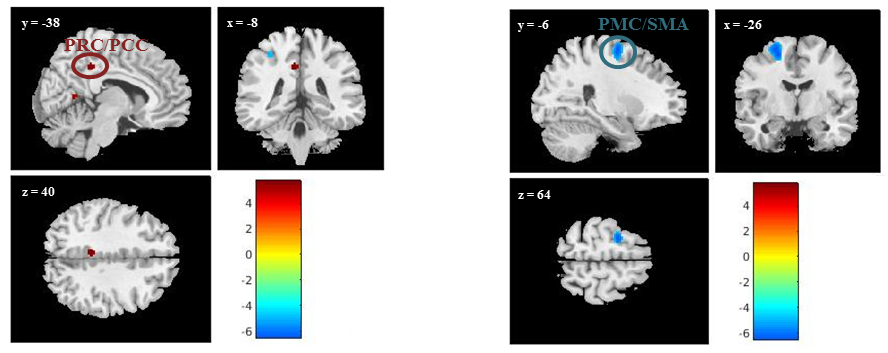 y = -38
PRC/PCC
x = -8
z = 40
4
2
0
-2
-4
-6
y = -6
PMC/SMA
x = -26
z = 64
4
2
0
-2
-4
-6